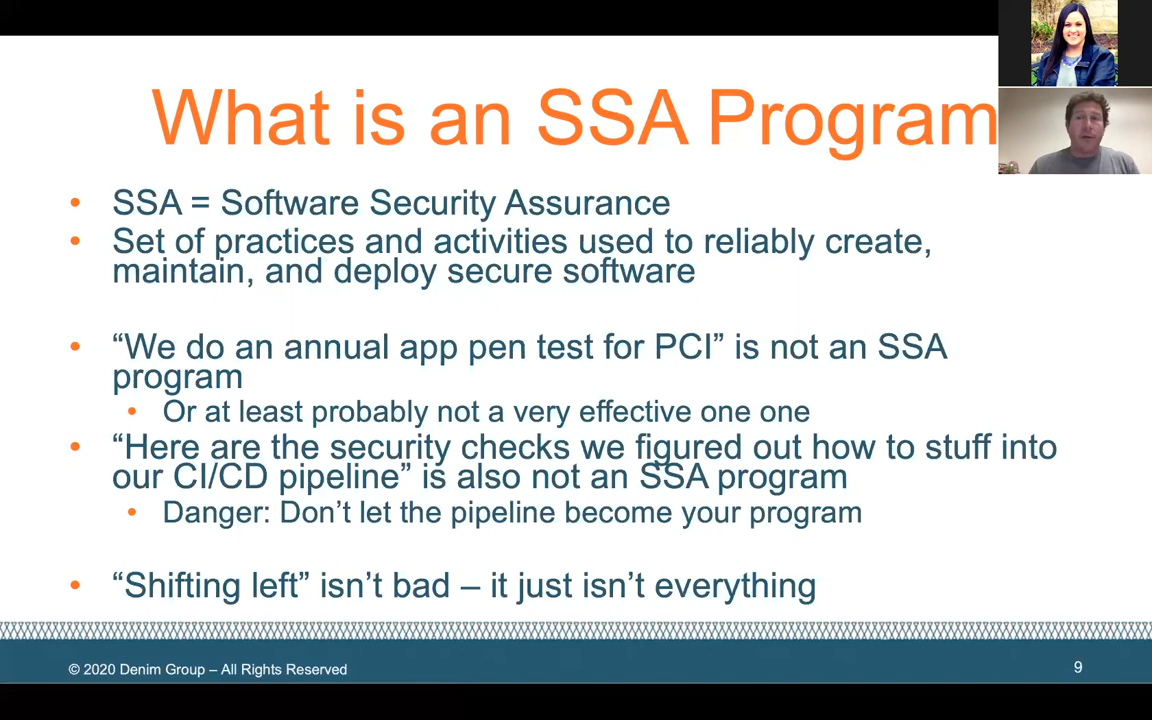 What is an SSA Program
• SSA = Software Security Assurance
• Set of practices and activities used to reliably create,
maintain, and deploy secure software
• “We do an annual app pen test for PCI” is not an SSA
program
• Or at least probably not a very effective one one
• “Here are the security checks we figured out how to stuff into
our CI/CD pipeline” is also not an SSA program
• Danger: Don’t let the pipeline become your program
• “Shifting left” isn’t bad – it just isn’t everything
© 2020 Denim Group – All Rights Reserved
9